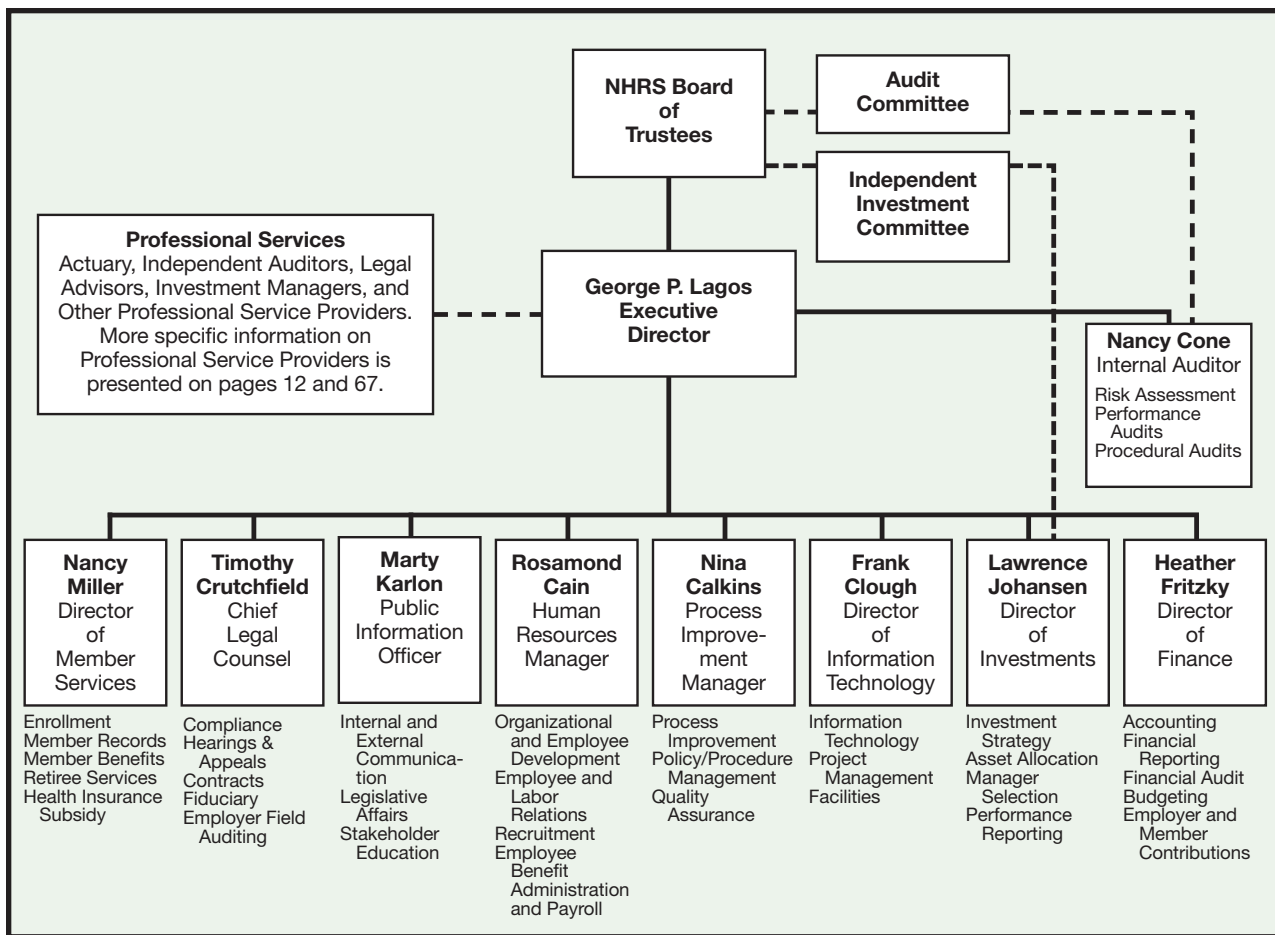 NHRS Board
of
Trustees
Audit
Committee
Independent
Investment
Committee
Professional Services
Actuary, Independent Auditors, Legal
Advisors, Investment Managers, and
Other Professional Service Providers.
More specific information on
Professional Service Providers is
presented on pages 12 and 67.
George P. Lagos
Executive
Director
Nancy Cone
Internal Auditor
Risk Assessment
Performance
Audits
Procedural Audits
Nancy
Miller
Director
of
Member
Services
Enrollment
Member Records
Member Benefits
Retiree Services
Health Insurance
Subsidy
Timothy
Crutchfield
Chief
Legal
Counsel
Compliance
Hearings &
Appeals
Contracts
Fiduciary
Employer Field
Auditing
Marty
Karlon
Public
Information
Officer
Internal and
External
Communica-
tion
Legislative
Affairs
Stakeholder
Education
Rosamond
Cain
Human
Resources
Manager
Organizational
and Employee
Development
Employee and
Labor
Relations
Recruitment
Employee
Benefit
Administration
and Payroll
Nina
Calkins
Process
Improve-
ment
Manager
Process
Improvement
Policy/Procedure
Management
Quality
Assurance
Frank
Clough
Director
of
Information
Technology
Information
Technology
Project
Management
Facilities
Lawrence
Johansen
Director
of
Investments
Investment
Strategy
Asset Allocation
Manager
Selection
Performance
Reporting
Heather
Fritzky
Director
of
Finance
Accounting
Financial
Reporting
Financial Audit
Budgeting
Employer and
Member
Contributions